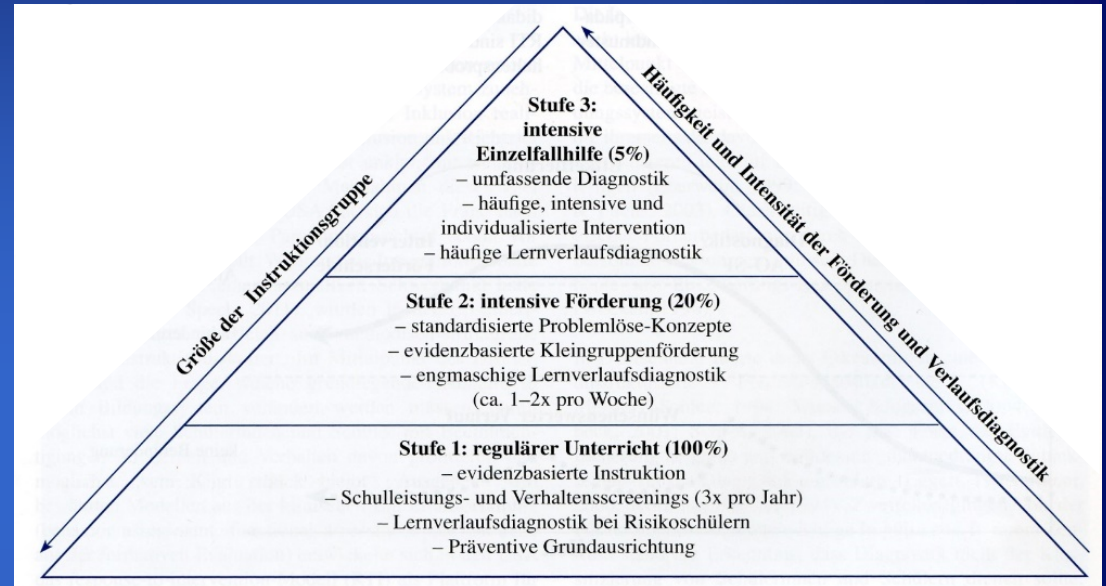 Stufe 3:
intensive
Einzelfallhilfe (5%)
– umfassende Diagnostik
– häufige, intensive und
individualisierte Intervention
– häufige Lernverlaufsdiagnostik
Stufe 2: intensive Förderung (20%)
– standardisierte Problemlöse-Konzepte
– evidenzbasierte Kleingruppenförderung
– engmaschige Lernverlaufsdiagnostik
(ca. 1–2x pro Woche)
Stufe 1: regulärer Unterricht (100%)
– evidenzbasierte Instruktion
– Schulleistungs- und Verhaltensscreenings (3x pro Jahr)
– Lernverlaufsdiagnostik bei Risikoschülern
– Präventive Grundausrichtung
Größe der Instruktionsgruppe
Häufigkeit und Intensität der Förderung und Verlaufsdiagnostik